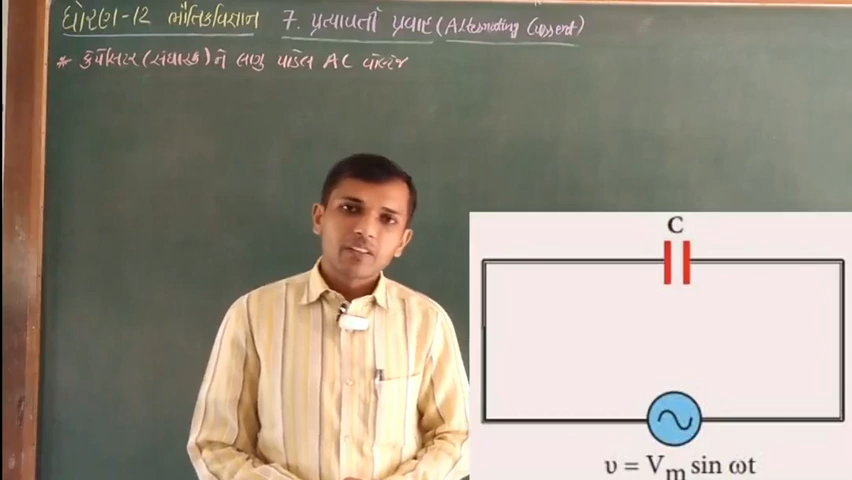 ધોરણ-12 ભૌતિકવિજ્ઞાન 7. પ્રત્યાવર્તી પ્રવાહ (Alternating Current)
* કેપેસિટર (સંધારક) ને લાગુ પાડેલ AC વોલ્ટેજ
C
υ = Vm sin ωt